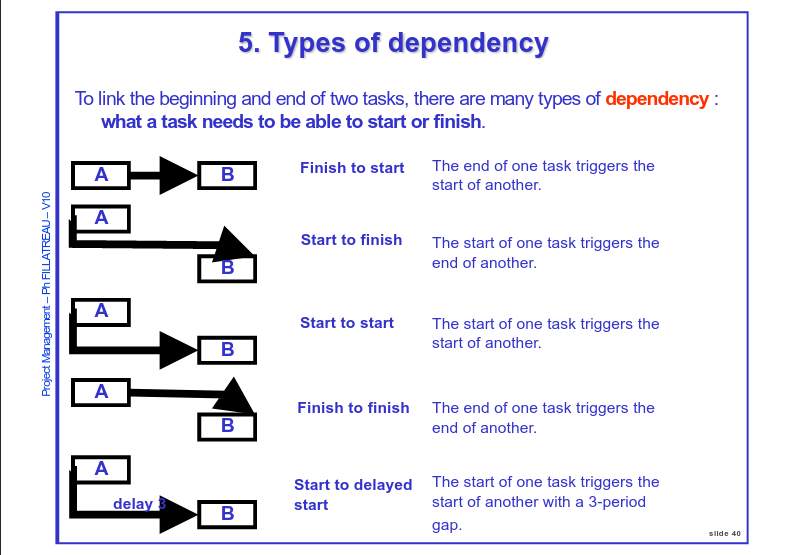 5. Types of dependency
To link the beginning and end of two tasks, there are many types of dependency :
what a task needs to be able to start or finish.
A B Finish to start The end of one task triggers the
start of another.
A
Start to finish The start of one task triggers the
B end of another.
A
Start to start The start of one task triggers the
B start of another.
A
Finish to finish The end of one task triggers the
B end of another.
A
Start to delayed The start of one task triggers the
delay 3 start start of another with a 3-period
B gap.
Project Management – Ph FILLATREAU – V10
slide 40